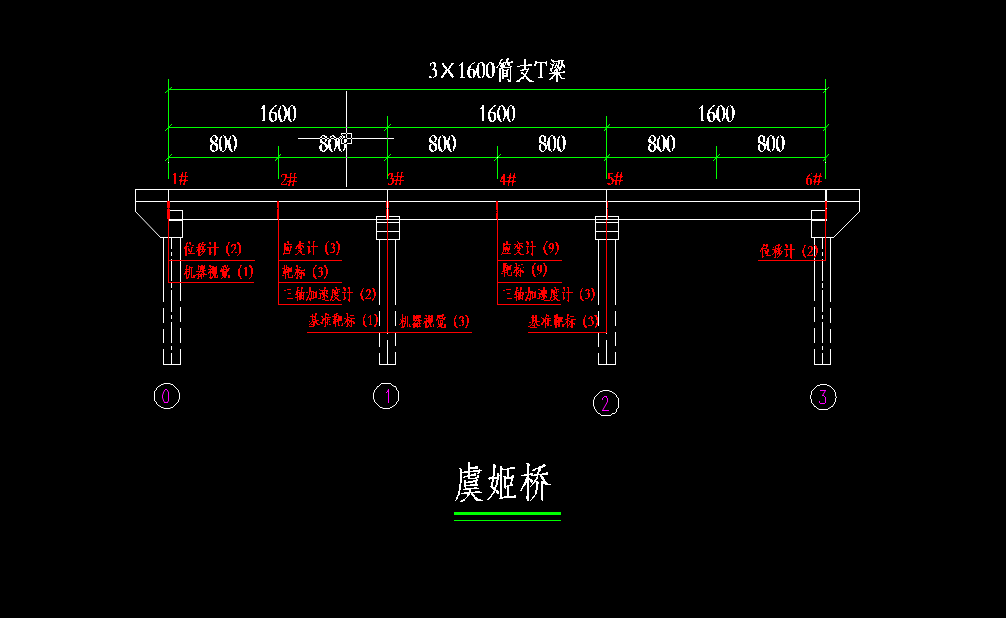 3×1600简支T梁
1600 1600 1600
800 800 800 800 800 800
1# 2# 3# 4# 5# 6#
位移计 (2) 应变计 (3) 应变计 (9) 位移计 (2)
机器视觉 (1) 靶标 (3) 靶标 (9)
三轴加速度计 (2) 三轴加速度计 (3)
基准靶标 (1) 机器视觉 (3) 基准靶标 (3)
0 1 2 3
虞姬桥